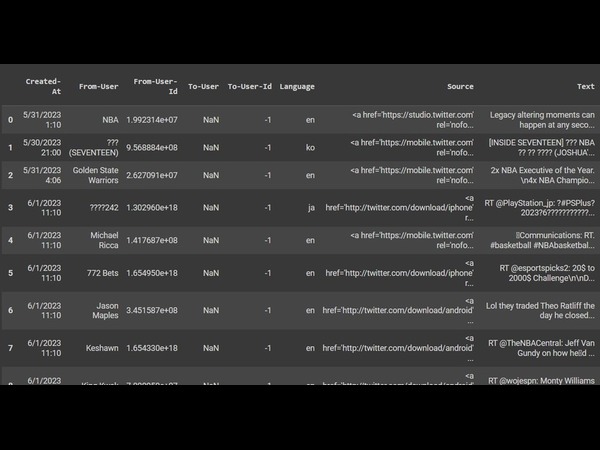 Created-At From-User From-User-Id To-User To-User-Id Language Source Text
0 5/31/2023 1:10 NBA 1.992314e+07 NaN -1 en <a href='https://studio.twitter.com' rel='nofo... Legacy altering moments can happen at any seco...
1 5/30/2023 21:00 ??? (SEVENTEEN) 9.568884e+08 NaN -1 ko <a href='https://mobile.twitter.com' rel='nofo... [INSIDE SEVENTEEN] ??? NBA ?? ?? ???? (JOSHUA'...
2 5/31/2023 4:06 Golden State Warriors 2.627091e+07 NaN -1 en <a href='https://mobile.twitter.com' rel='nofo... 2x NBA Executive of the Year. \n4x NBA Champio...
3 6/1/2023 11:10 ????242 1.302960e+18 NaN -1 ja <a href='http://twitter.com/download/iphone' r... RT @PlayStation_jp: ?#PSPlus? 2023?6???????????...
4 6/1/2023 11:10 Michael Ricca 1.417687e+08 NaN -1 en <a href='https://mobile.twitter.com' rel='nofo... Communications: RT. #basketball #NBAbasketbal...
5 6/1/2023 11:10 772 Bets 1.654950e+18 NaN -1 en <a href='http://twitter.com/download/iphone' r... RT @esportspicks2: 20$ to 2000$ Challenge\n\nD...
6 6/1/2023 11:10 Jason Maples 3.451587e+08 NaN -1 en <a href='http://twitter.com/download/android' ... Lol they traded Theo Ratliff the day he closed...
7 6/1/2023 11:10 Keshawn 1.654330e+18 NaN -1 en <a href='http://twitter.com/download/android' ... RT @TheNBACentral: Jeff Van Gundy on how hed ...
6/1/2023 NaN -1 en <a RT @wojespn: Monty Williams